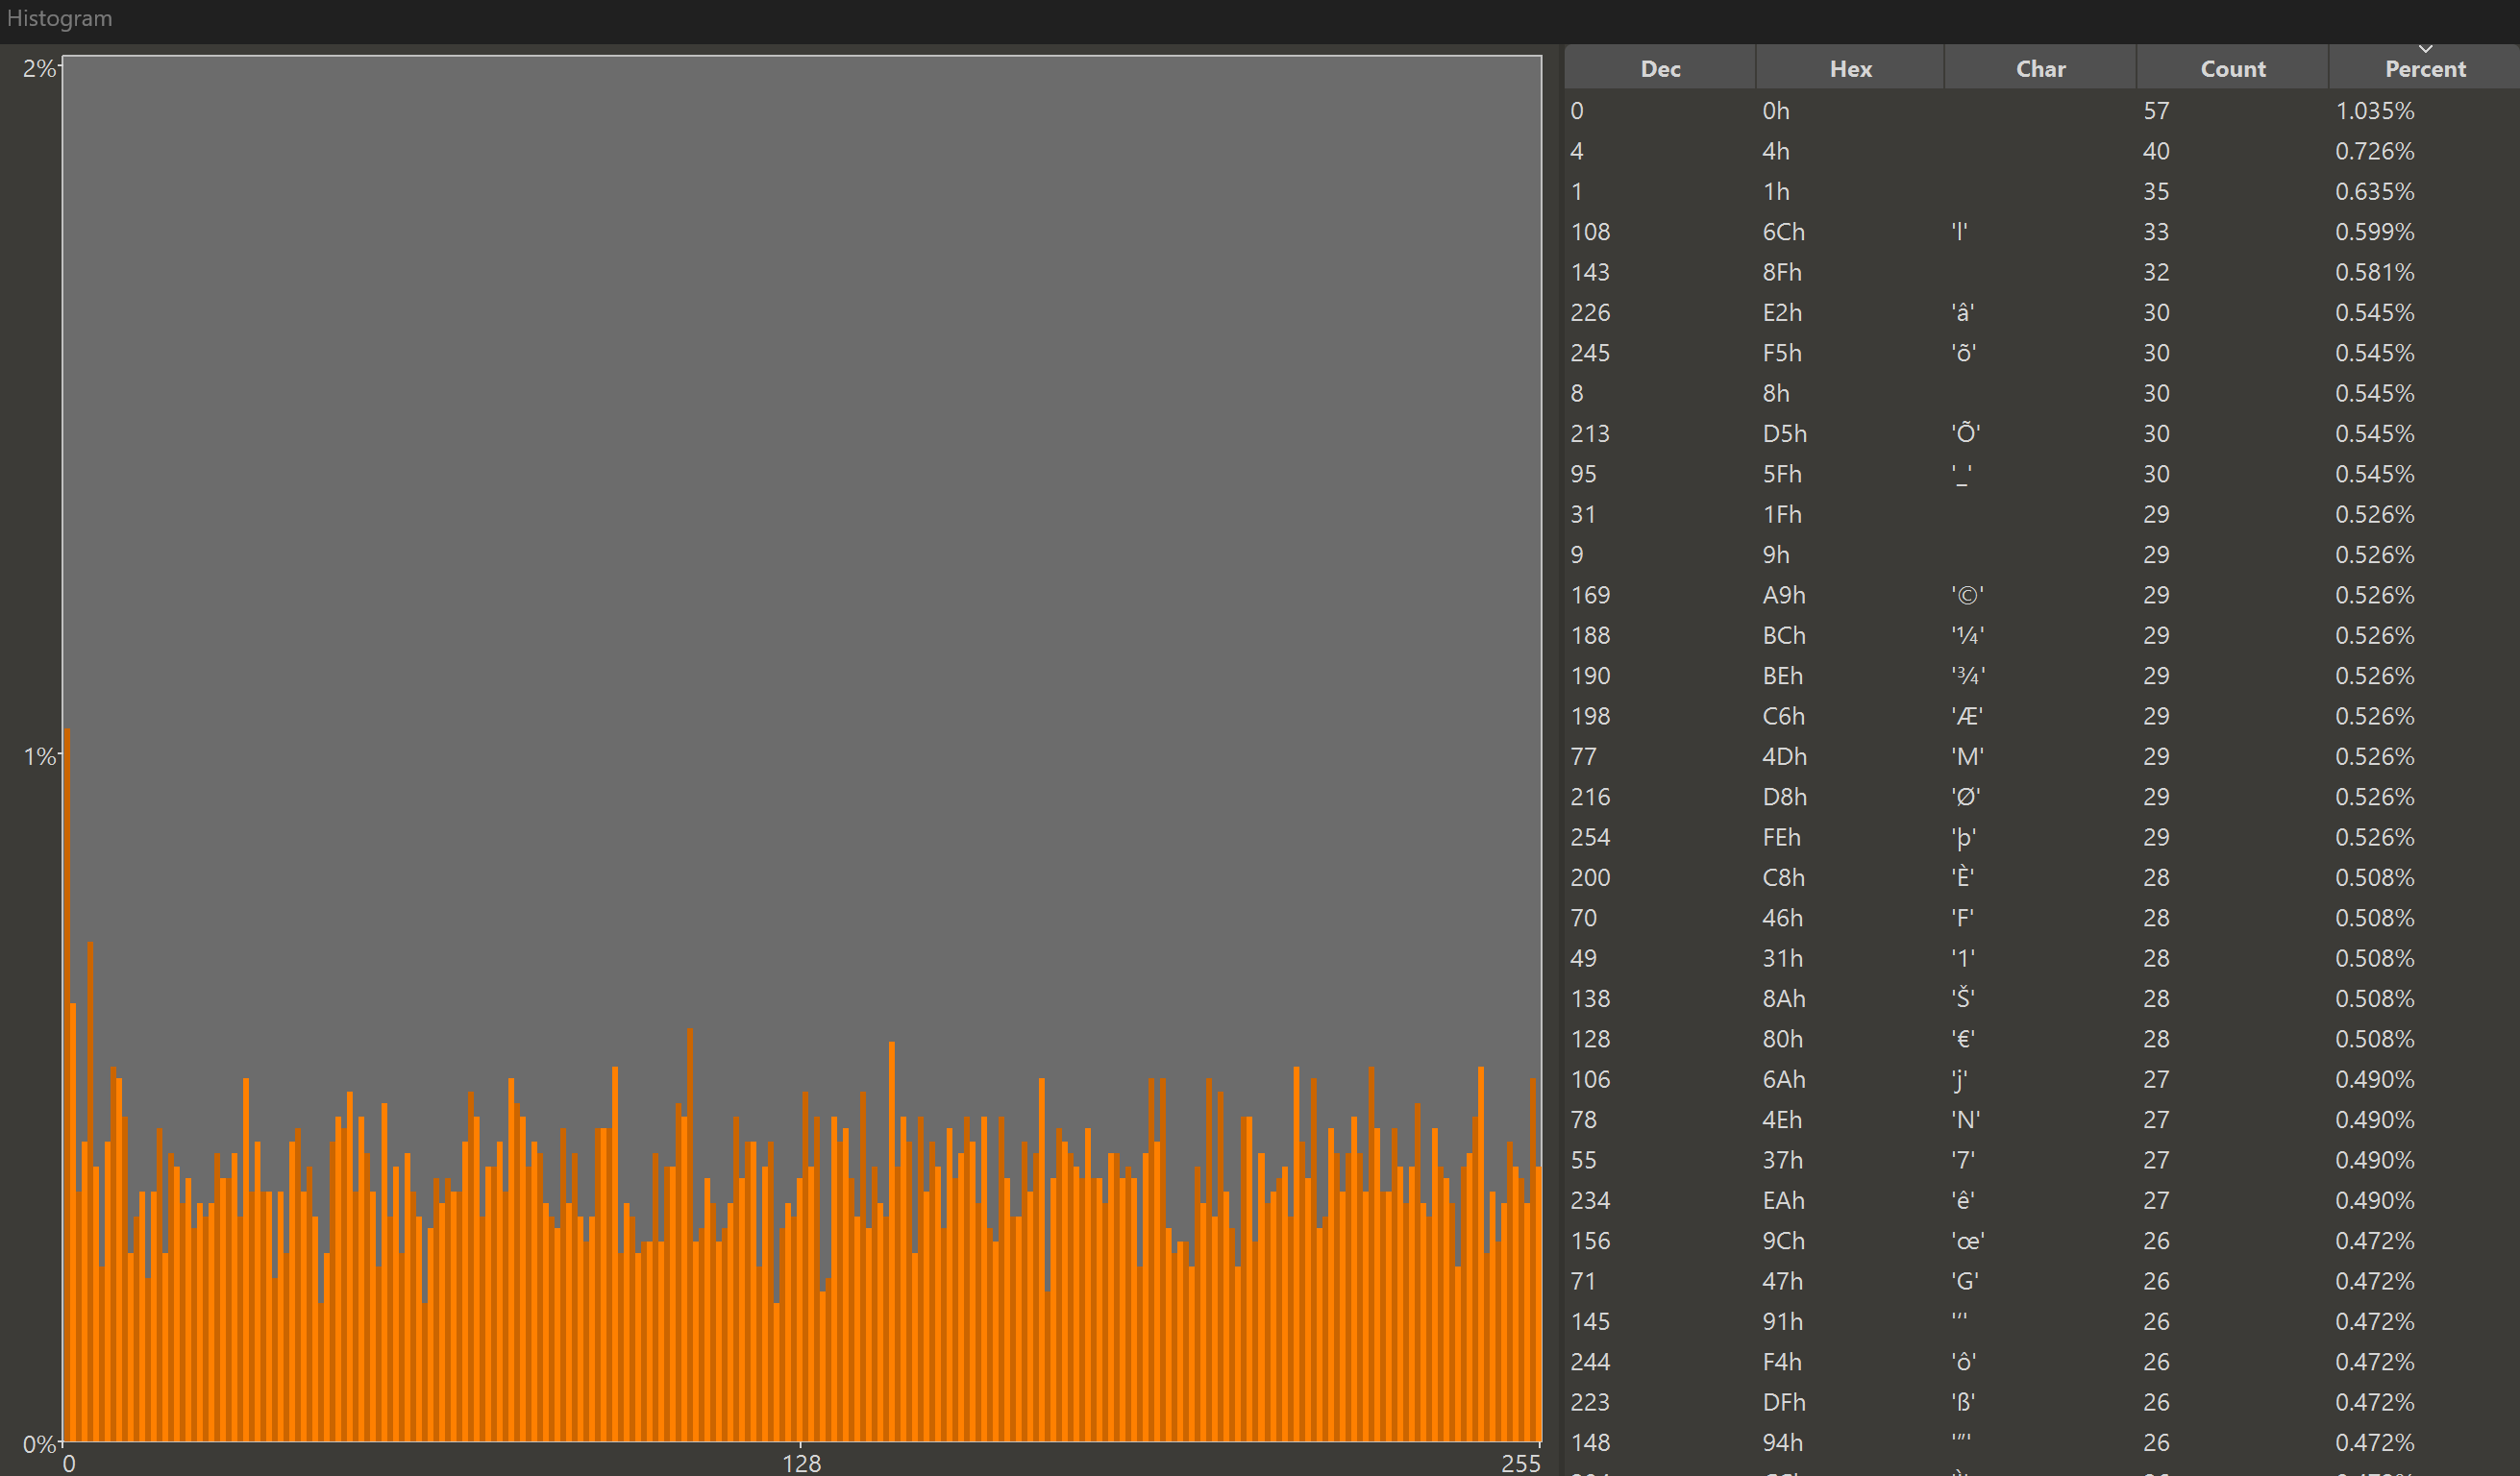 Histogram
2%
1%
0%
0
128
255
Dec Hex Char Count Percent
0 0h 57 1.035%
4 4h 40 0.726%
1 1h 35 0.635%
108 6Ch 'l' 33 0.599%
143 8Fh 32 0.581%
226 E2h 'â' 30 0.545%
245 F5h 'õ' 30 0.545%
8 8h 30 0.545%
213 D5h 'Õ' 30 0.545%
95 5Fh '_' 30 0.545%
31 1Fh 29 0.526%
9 9h 29 0.526%
169 A9h '©' 29 0.526%
188 BCh '¼' 29 0.526%
190 BEh '¾' 29 0.526%
198 C6h 'Æ' 29 0.526%
77 4Dh 'M' 29 0.526%
216 D8h 'Ø' 29 0.526%
254 FEh 'þ' 29 0.526%
200 C8h 'È' 28 0.508%
70 46h 'F' 28 0.508%
49 31h '1' 28 0.508%
138 8Ah 'Š' 28 0.508%
128 80h '€' 28 0.508%
106 6Ah 'j' 27 0.490%
78 4Eh 'N' 27 0.490%
55 37h '7' 27 0.490%
234 EAh 'ê' 27 0.490%
156 9Ch 'œ' 26 0.472%
71 47h 'G' 26 0.472%
145 91h '‘' 26 0.472%
244 F4h 'ô' 26 0.472%
223 DFh 'ß' 26 0.472%
148 94h '”' 26 0.472%